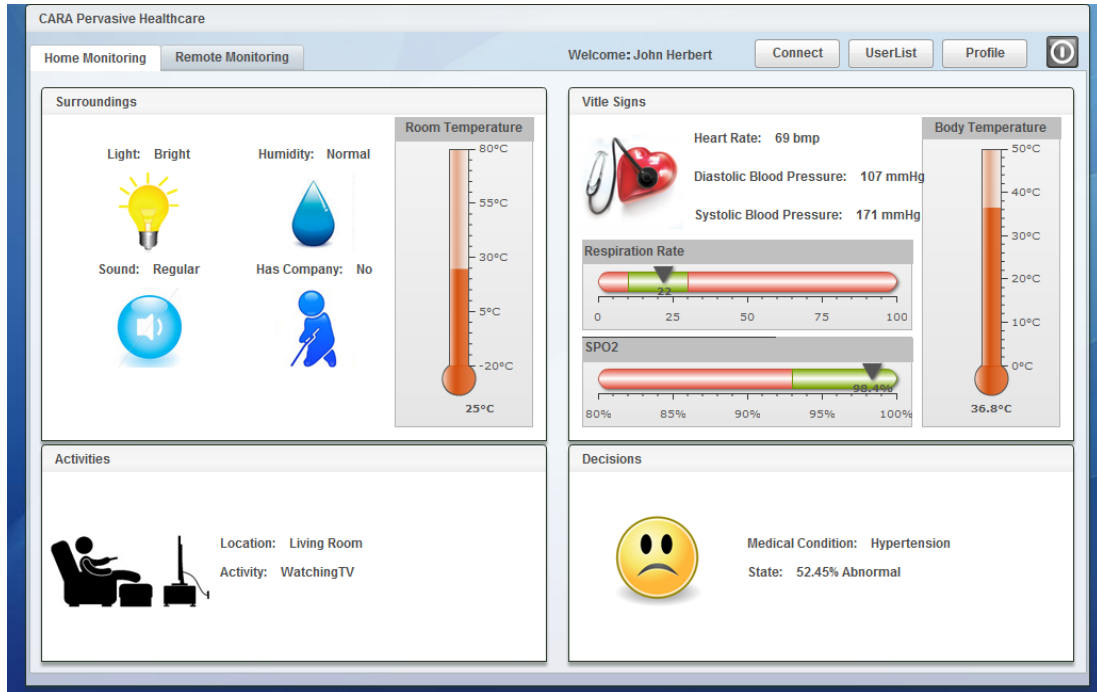 CARA Pervasive Healthcare
Home Monitoring
Remote Monitoring
Welcome: John Herbert
Connect
UserList
Profile
Surroundings
Light: Bright
Humidity: Normal
Sound: Regular
Has Company: No
Room Temperature
80°C
55°C
30°C
5°C
-20°C
25°C
Vitle Signs
Heart Rate: 69 bmp
Diastolic Blood Pressure: 107 mmHg
Systolic Blood Pressure: 171 mmHg
Respiration Rate
22
0 25 50 75 100
SPO2
98.4%
80% 85% 90% 95% 100%
Body Temperature
50°C
40°C
30°C
20°C
10°C
0°C
36.8°C
Activities
Location: Living Room
Activity: WatchingTV
Decisions
Medical Condition: Hypertension
State: 52.45% Abnormal